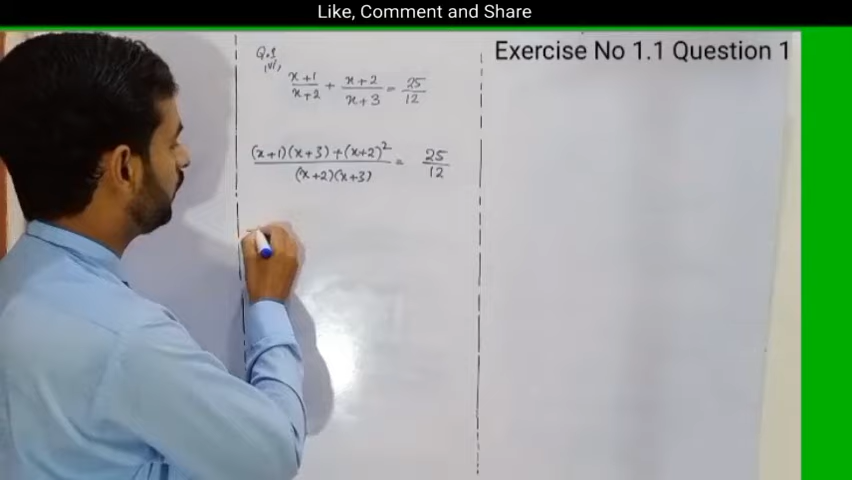 Like, Comment and Share
Exercise No 1.1 Question 1
Q.1
(x+1)/(x+2) + (x+2)/(x+3) = 25/12
((x+1)(x+3) + (x+2)²)/((x+2)(x+3)) = 25/12